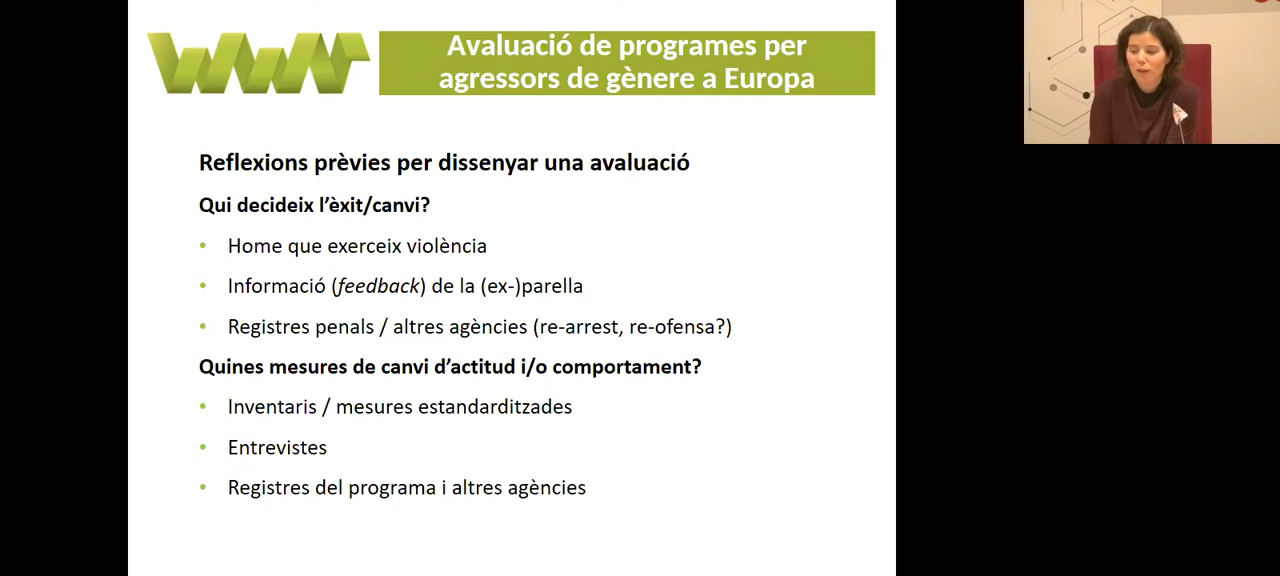 Avaluació de programes per
agressors de gènere a Europa
Reflexions prèvies per dissenyar una avaluació
Qui decideix l'èxit/canvi?
• Home que exerceix violència
• Informació (feedback) de la (ex-)parella
• Registres penals / altres agències (re-arrest, re-ofensa?)
Quines mesures de canvi d'actitud i/o comportament?
• Inventaris / mesures estandarditzades
• Entrevistes
• Registres del programa i altres agències